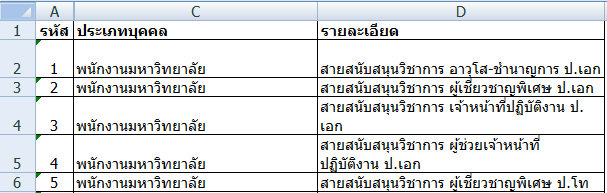 A C D
1 รหัส ประเภทบุคคล รายละเอียด
2 1 พนักงานมหาวิทยาลัย สายสนับสนุนวิชาการ อาวุโส-ชำนาญการ ป.เอก
3 2 พนักงานมหาวิทยาลัย สายสนับสนุนวิชาการ ผู้เชี่ยวชาญพิเศษ ป.เอก
สายสนับสนุนวิชาการ เจ้าหน้าที่ปฏิบัติงาน ป.
4 3 พนักงานมหาวิทยาลัย เอก
สายสนับสนุนวิชาการ ผู้ช่วยเจ้าหน้าที่
5 4 พนักงานมหาวิทยาลัย ปฏิบัติงาน ป.เอก
6 5 พนักงานมหาวิทยาลัย สายสนับสนุนวิชาการ ผู้เชี่ยวชาญพิเศษ ป.โท